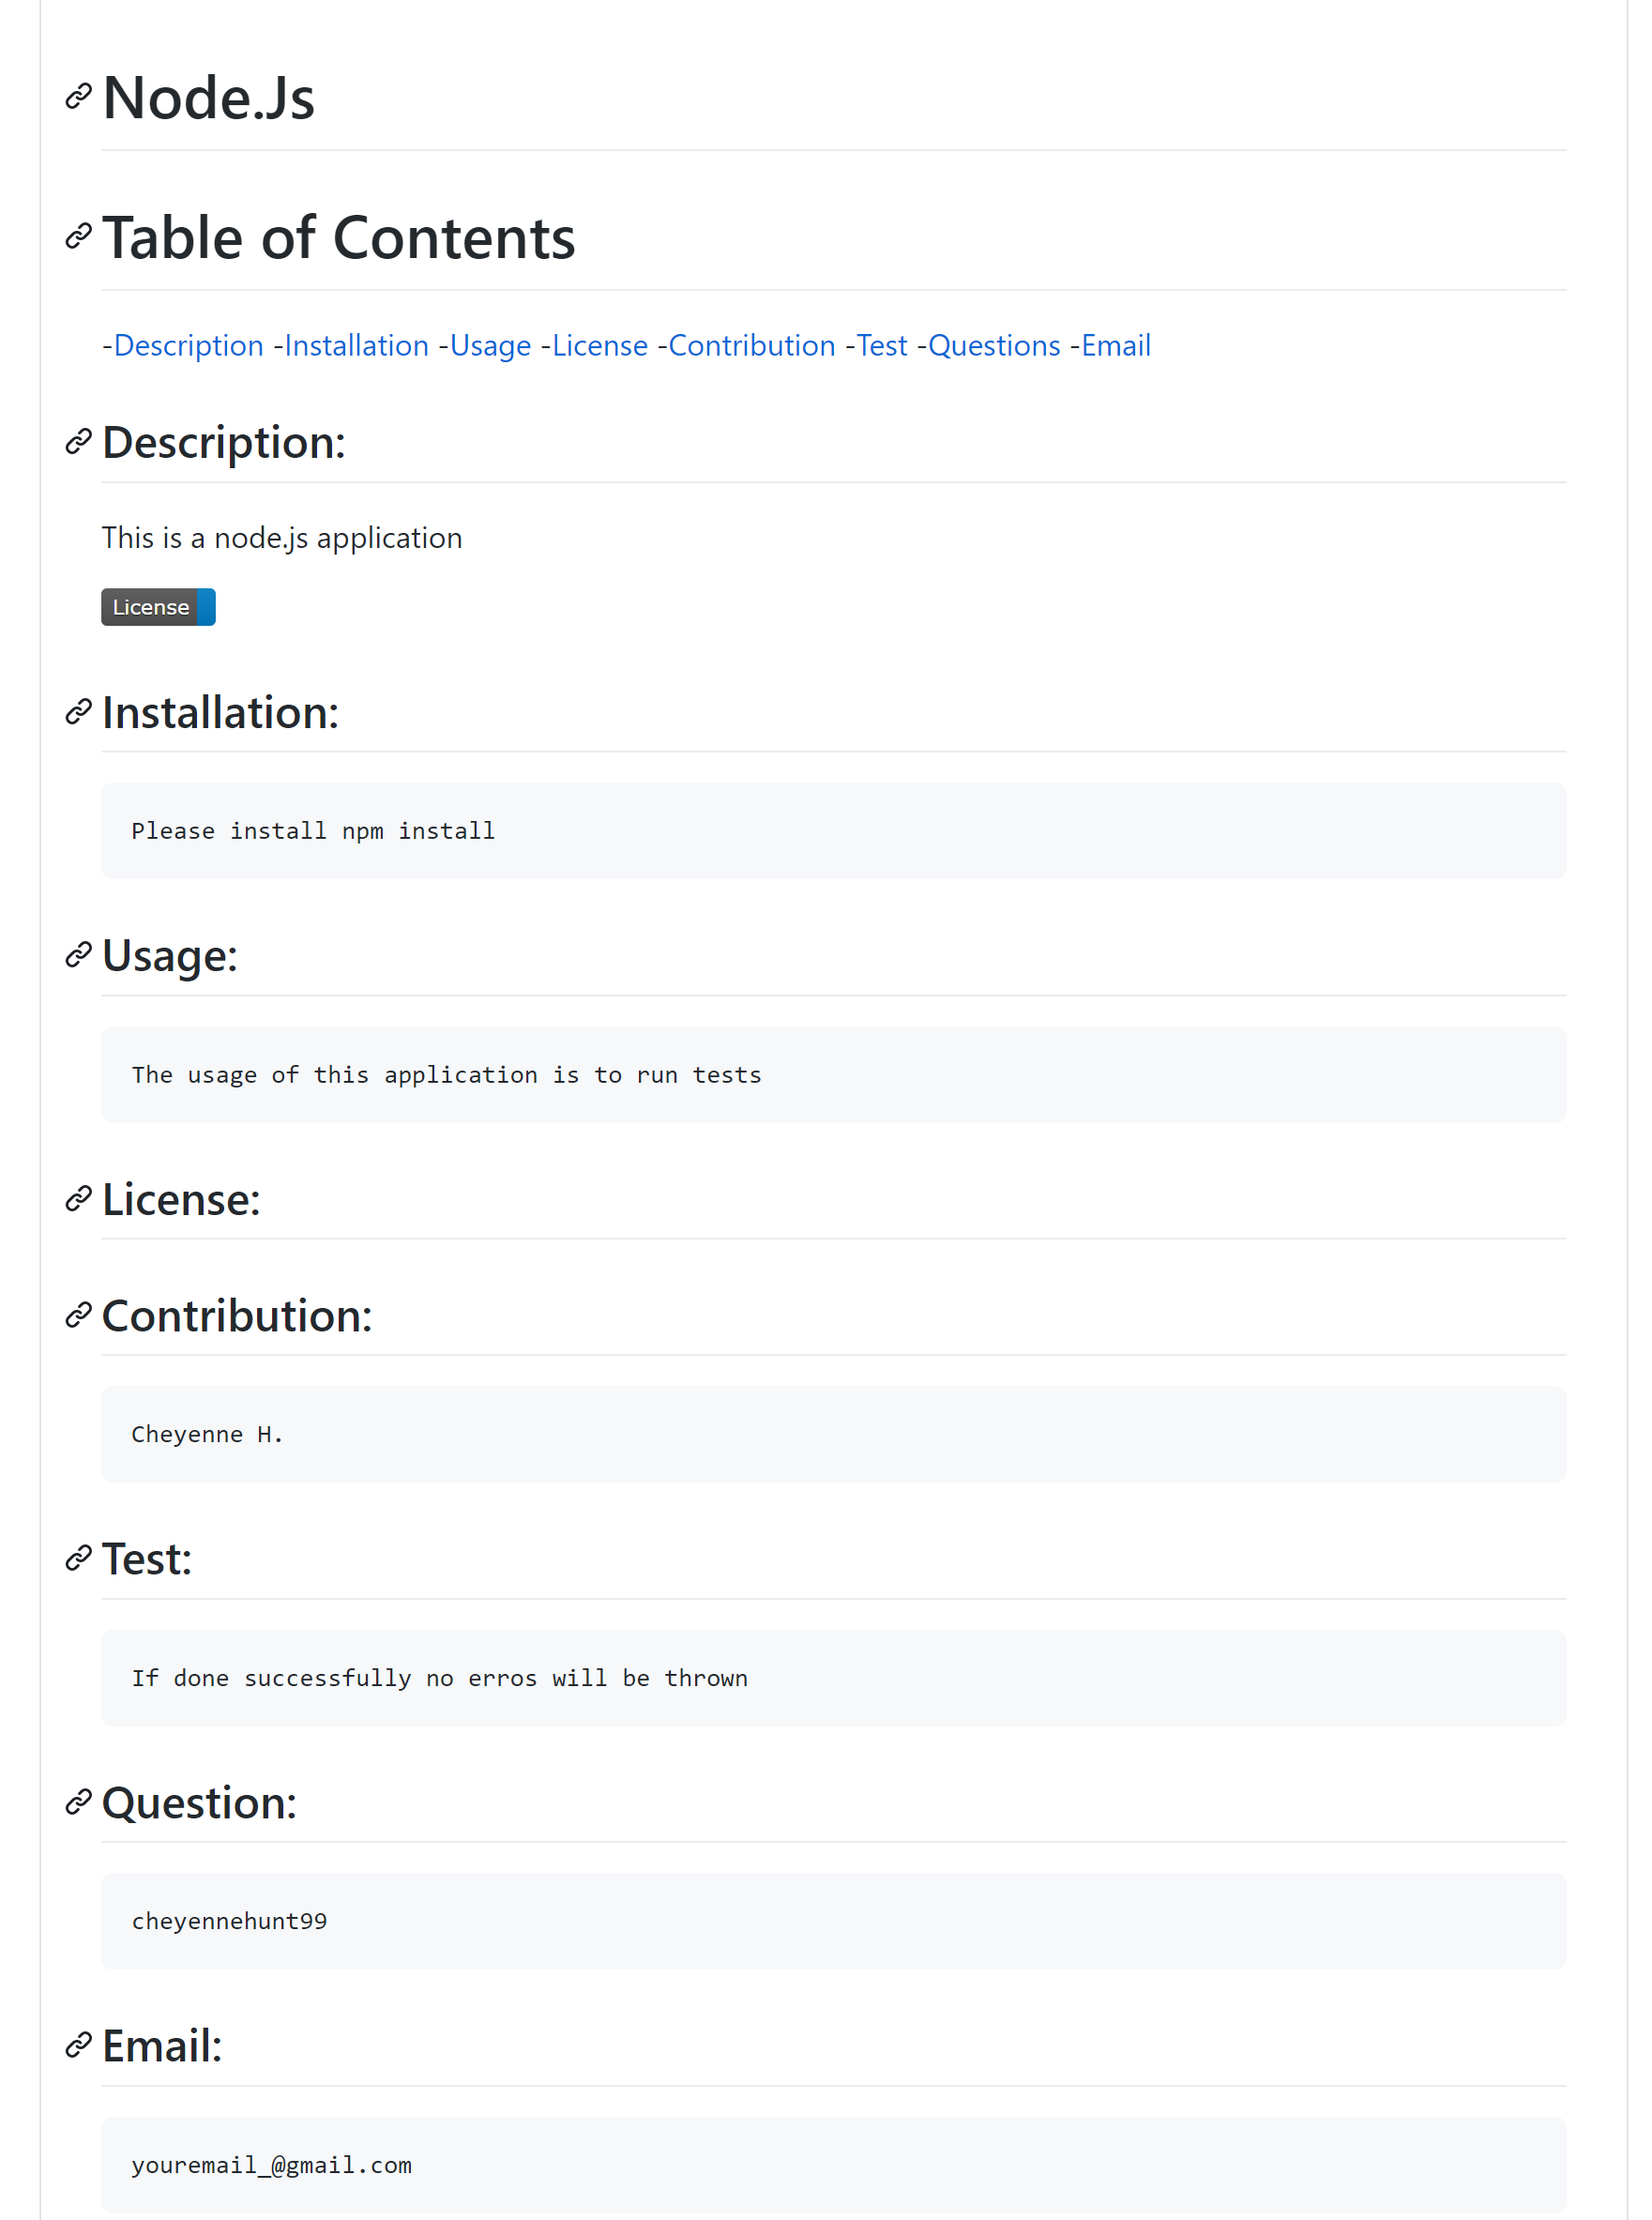 Node.Js
Table of Contents
-Description -Installation -Usage -License -Contribution -Test -Questions -Email
Description:
This is a node.js application
License
Installation:
Please install npm install
Usage:
The usage of this application is to run tests
License:
Contribution:
Cheyenne H.
Test:
If done successfully no erros will be thrown
Question:
cheyennehunt99
Email:
youremail_@gmail.com